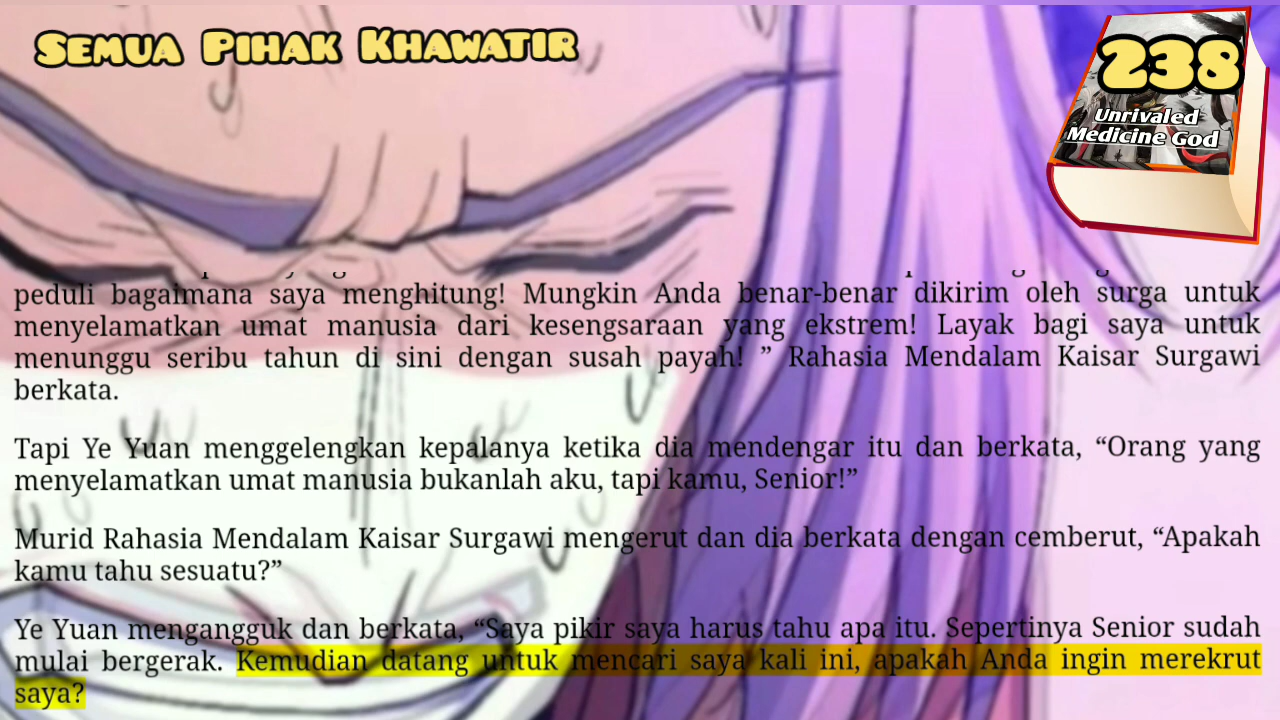 SEMUA PIHAK KHAWATIR
238
Unrivaled
Medicine God
peduli bagaimana saya menghitung! Mungkin Anda benar-benar dikirim oleh surga untuk
menyelamatkan umat manusia dari kesengsaraan yang ekstrem! Layak bagi saya untuk
menunggu seribu tahun di sini dengan susah payah! ” Rahasia Mendalam Kaisar Surgawi
berkata.
Tapi Ye Yuan menggelengkan kepalanya ketika dia mendengar itu dan berkata, “Orang yang
menyelamatkan umat manusia bukanlah aku, tapi kamu, Senior!”
Murid Rahasia Mendalam Kaisar Surgawi mengerut dan dia berkata dengan cemberut, “Apakah
kamu tahu sesuatu?”
Ye Yuan mengangguk dan berkata, “Saya pikir saya harus tahu apa itu. Sepertinya Senior sudah
mulai bergerak. Kemudian datang untuk mencari saya kali ini, apakah Anda ingin merekrut
saya?